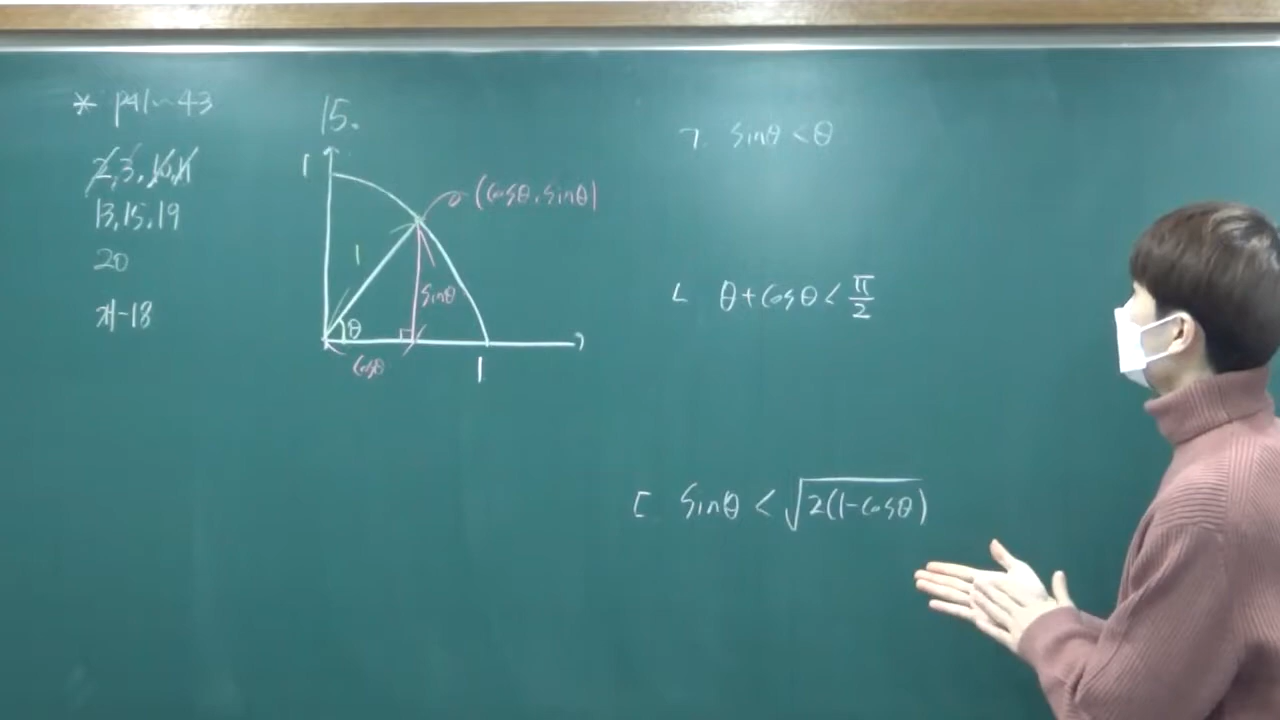 * p41~43
2, 3, 10, 11
13, 15, 19
20
개-18
15.
1
(cosθ, sinθ)
1
sinθ
θ
cosθ
1
ㄱ. sinθ < θ
ㄴ θ + cosθ < π/2
ㄷ sinθ < √2(1-cosθ)